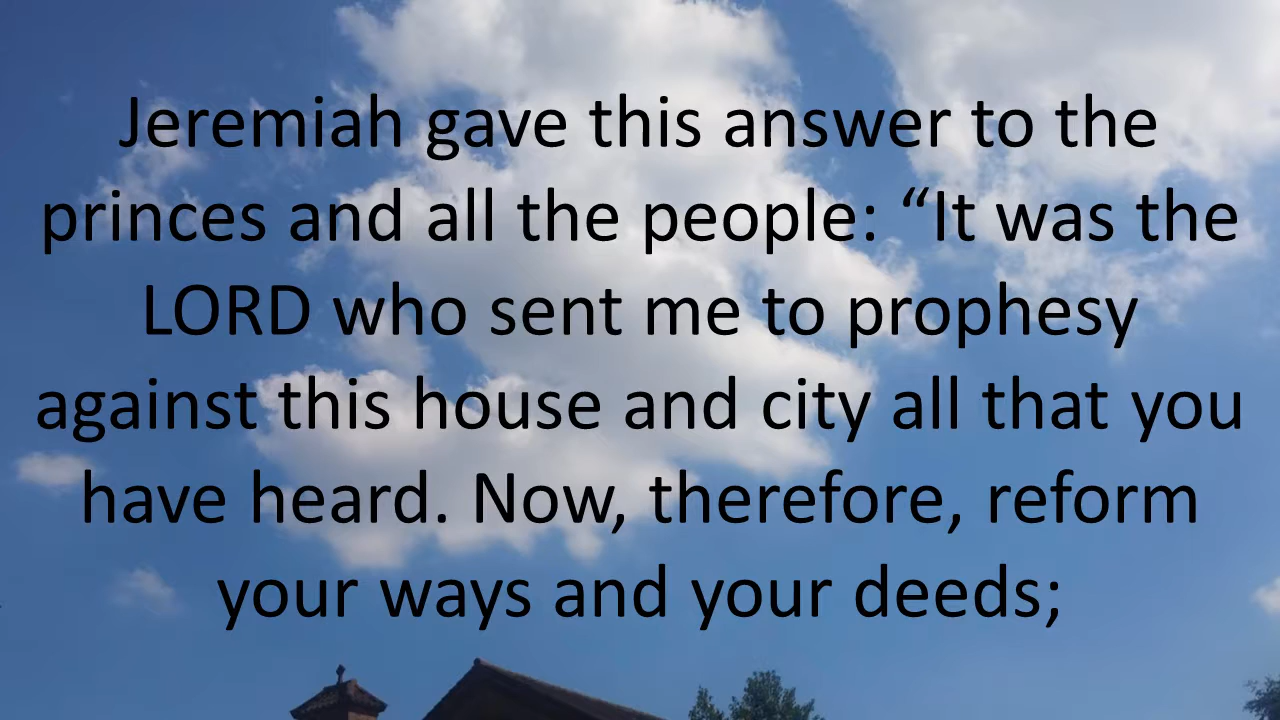 Jeremiah gave this answer to the
princes and all the people: “It was the
LORD who sent me to prophesy
against this house and city all that you
have heard. Now, therefore, reform
your ways and your deeds;